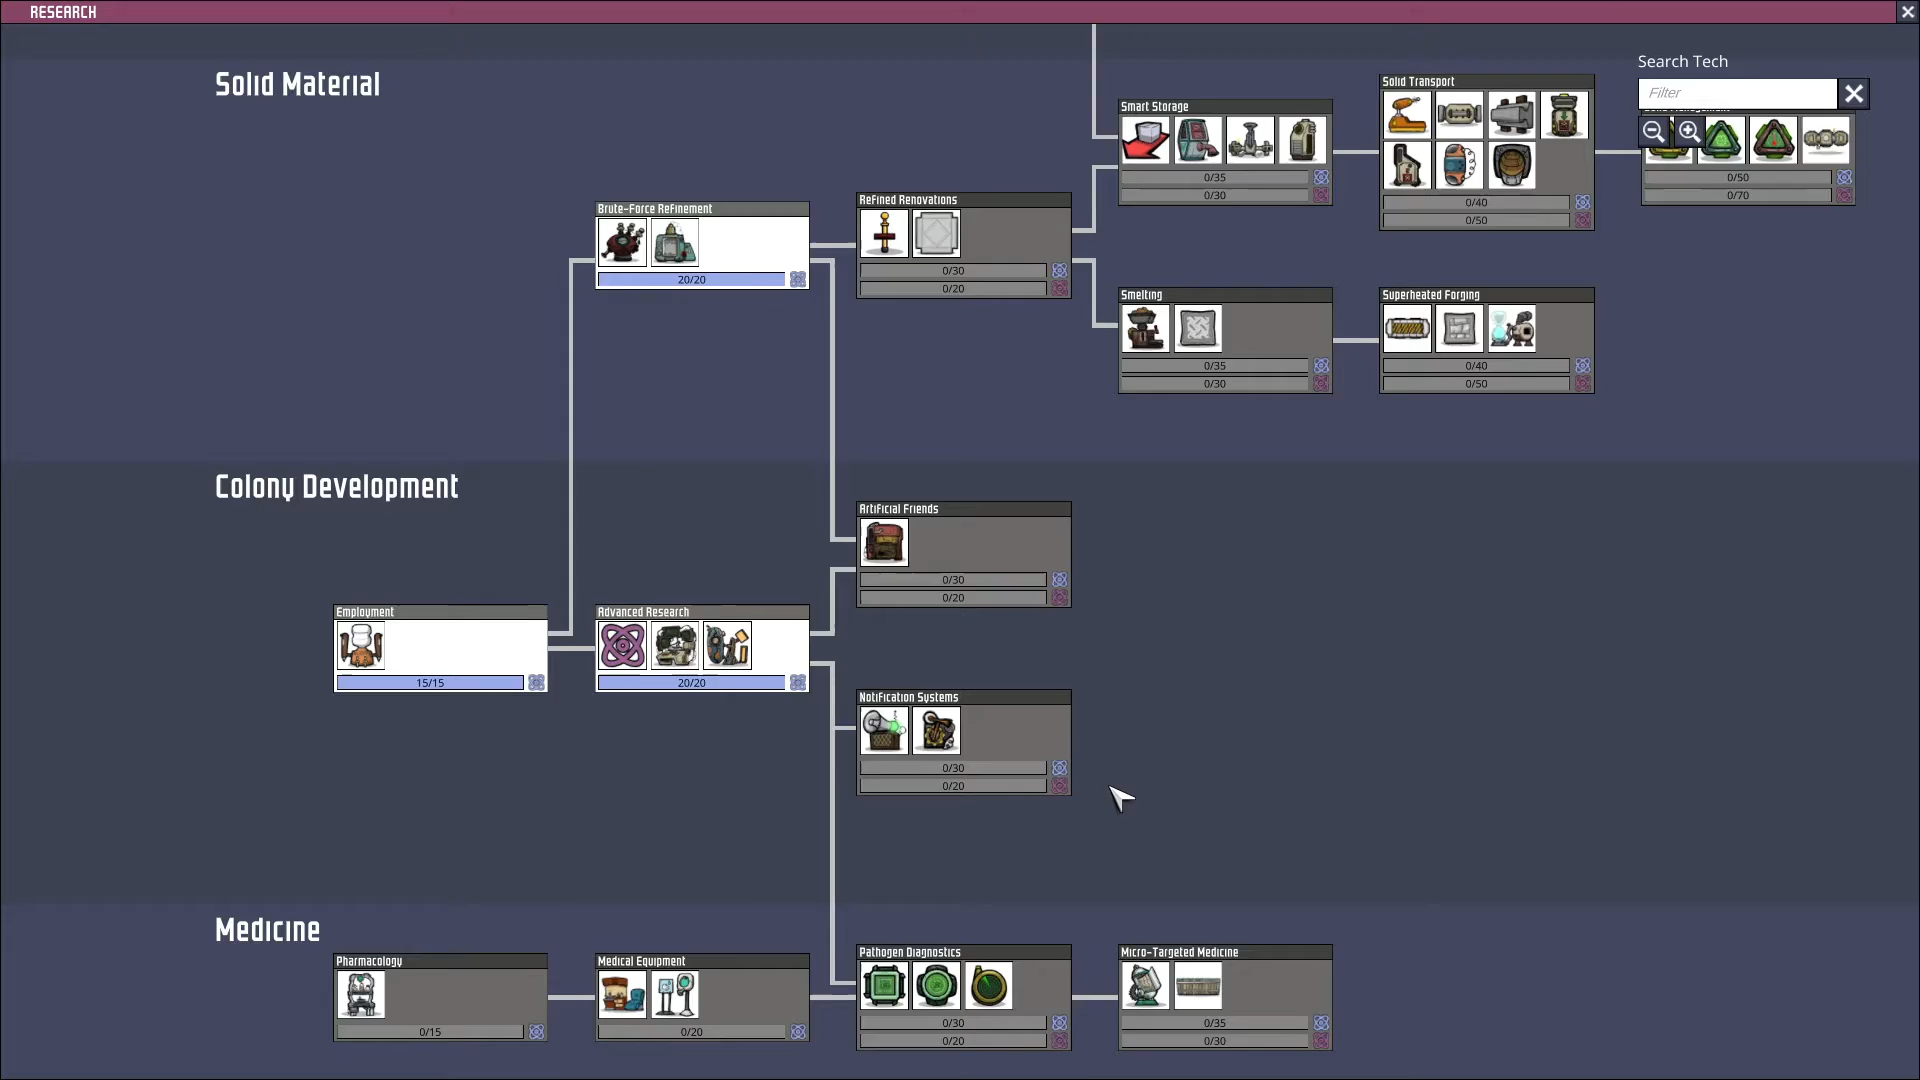 RESEARCH
Solid Material
Search Tech
Filter
Solid Transport
Smart Storage
0/35
0/30
0/40
0/50
0/50
0/70
Brute-Force Refinement
20/20
Refined Renovations
0/30
0/20
Smelting
0/35
0/30
Superheated Forging
0/40
0/50
Colony Development
Artificial Friends
0/30
0/20
Employment
15/15
Advanced Research
20/20
Notification Systems
0/30
0/20
Medicine
Pharmacology
0/15
Medical Equipment
0/20
Pathogen Diagnostics
0/30
0/20
Micro-Targeted Medicine
0/35
0/30